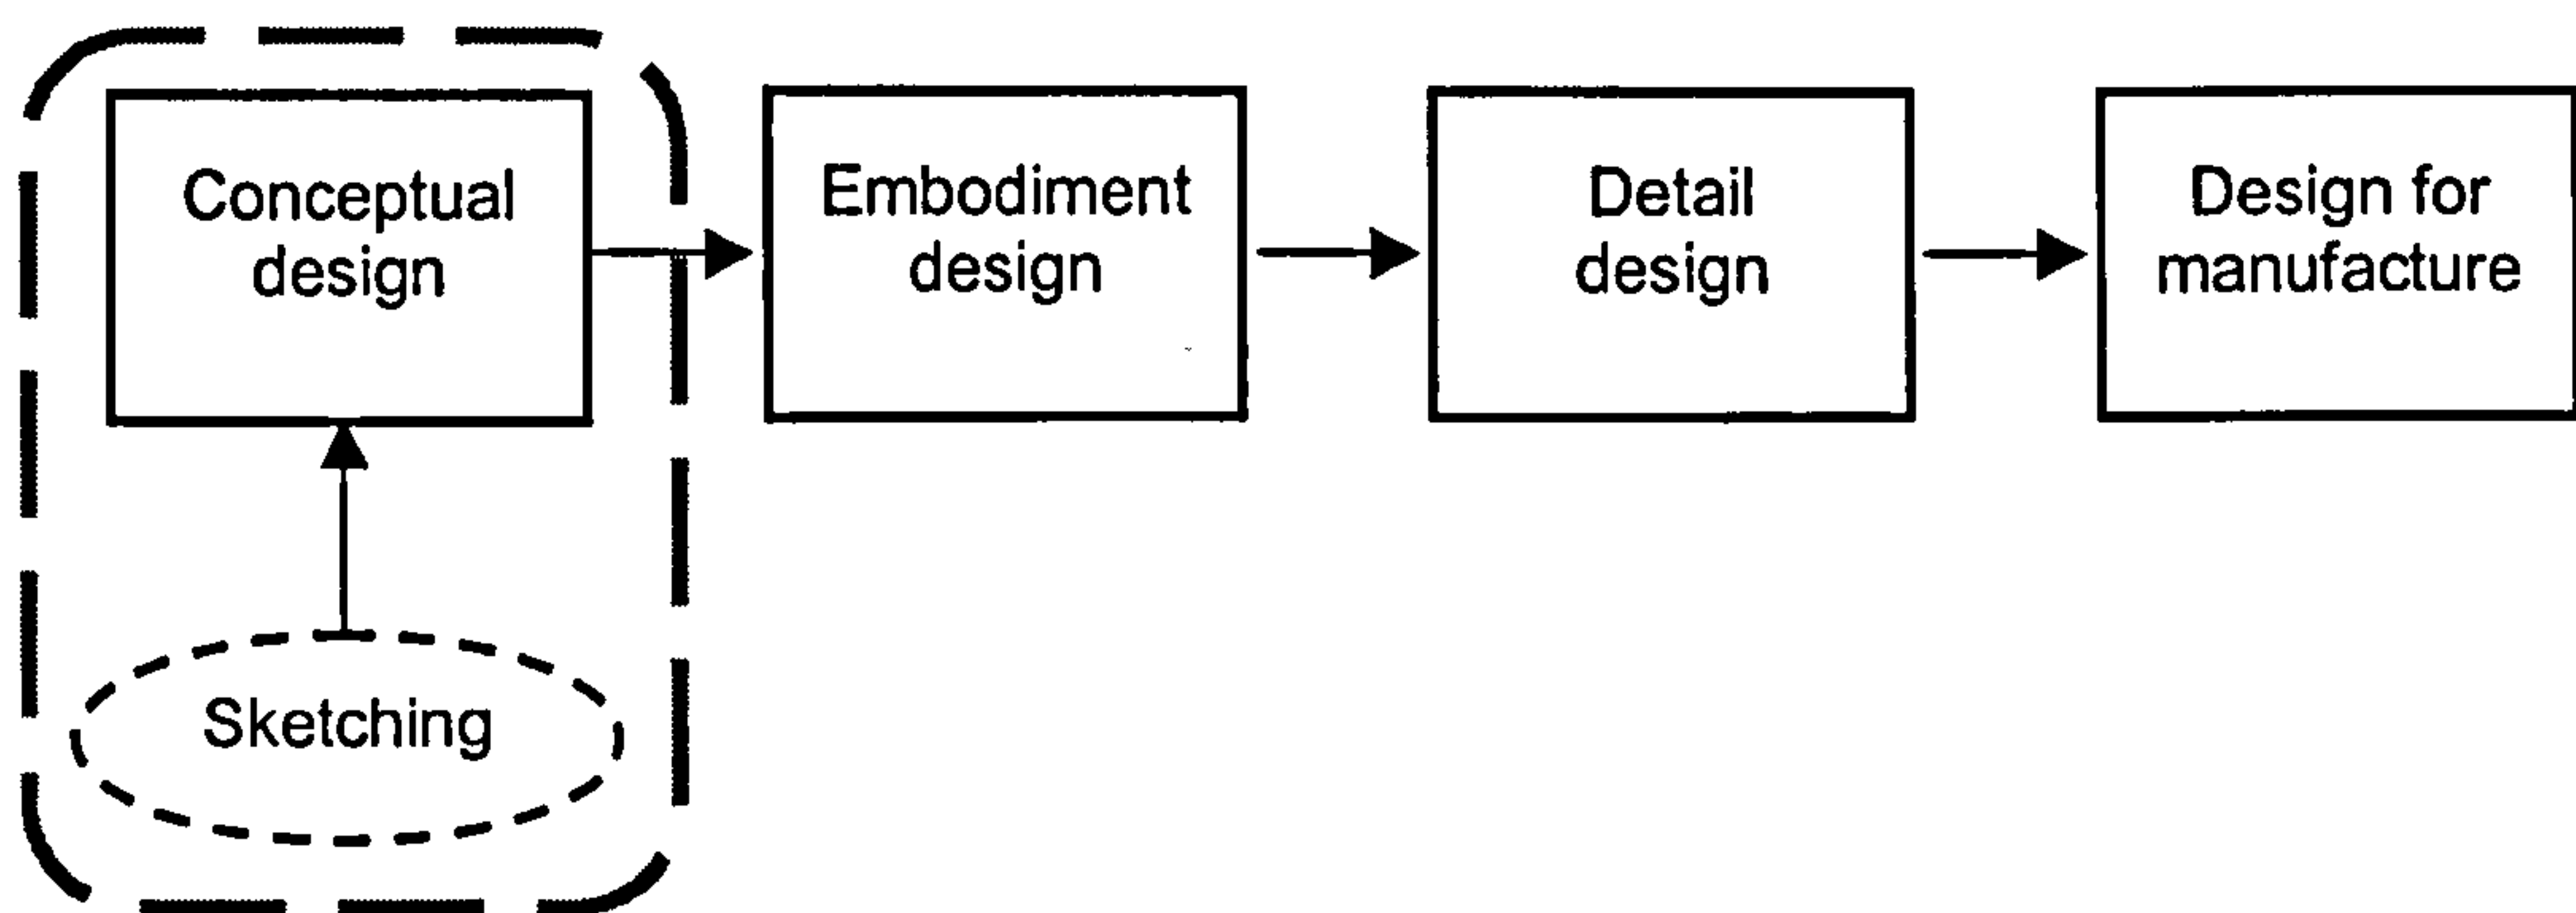 Conceptual
design
Embodiment
design
Detail
design
Design for
manufacture
Sketching